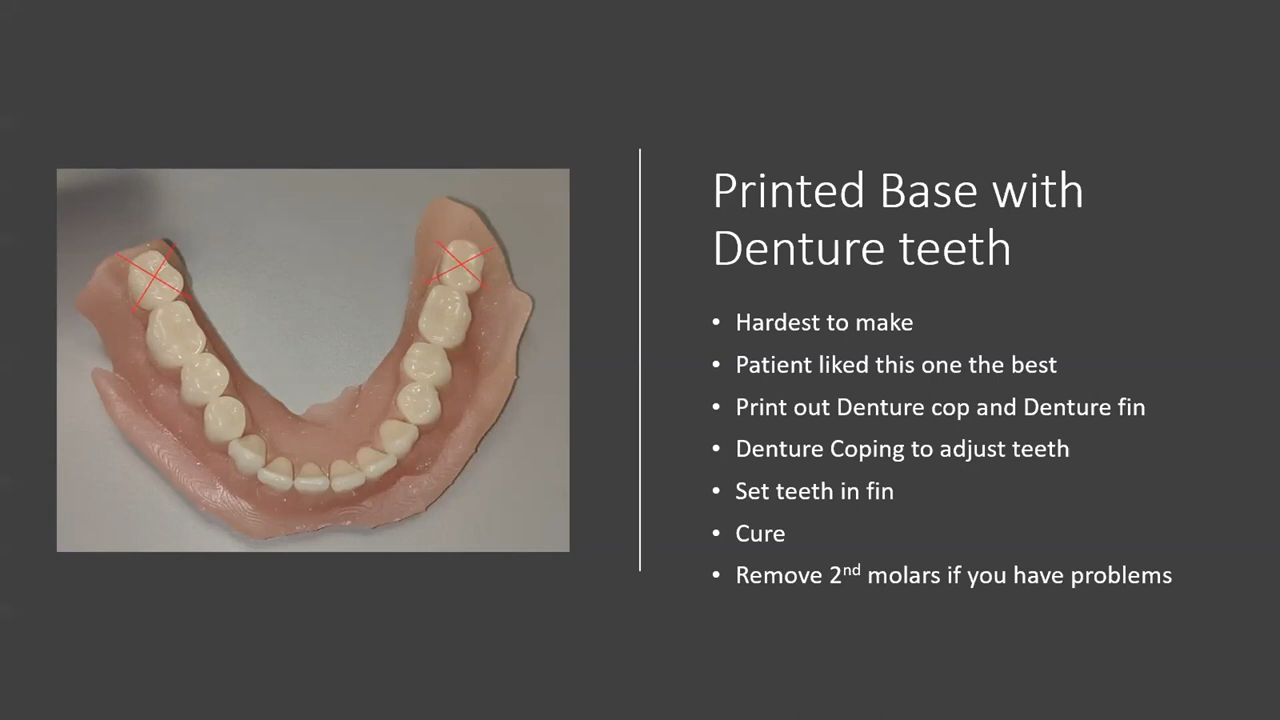 Printed Base with
Denture teeth
• Hardest to make
• Patient liked this one the best
• Print out Denture cop and Denture fin
• Denture Coping to adjust teeth
• Set teeth in fin
• Cure
• Remove 2nd molars if you have problems